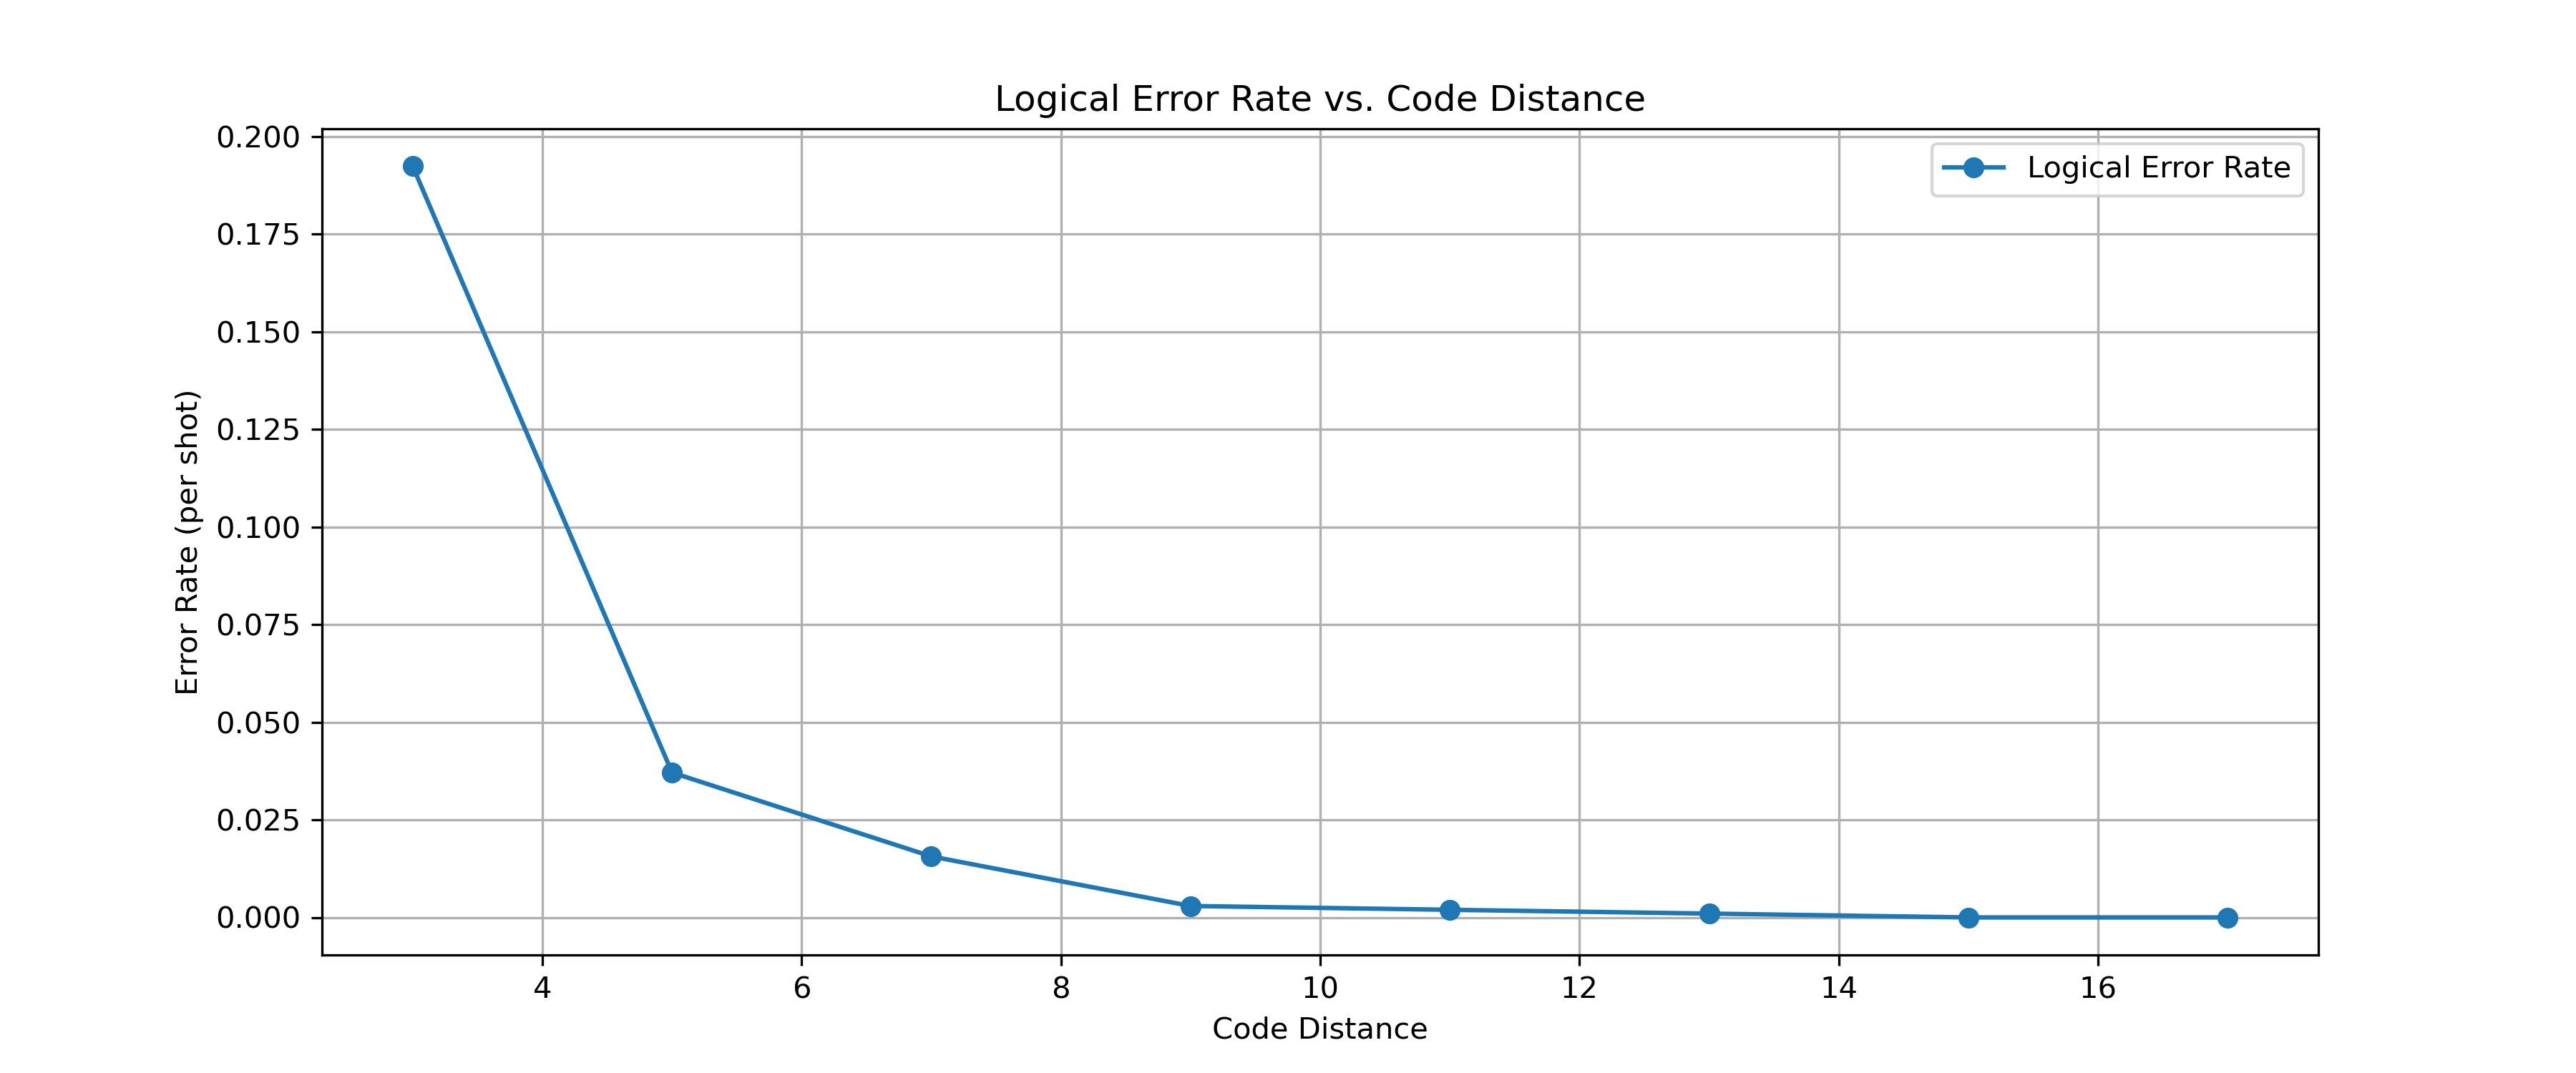 Logical Error Rate vs. Code Distance
Logical Error Rate
Error Rate (per shot)
0.200
0.175
0.150
0.125
0.100
0.075
0.050
0.025
0.000
4 6 8 10 12 14 16
Code Distance